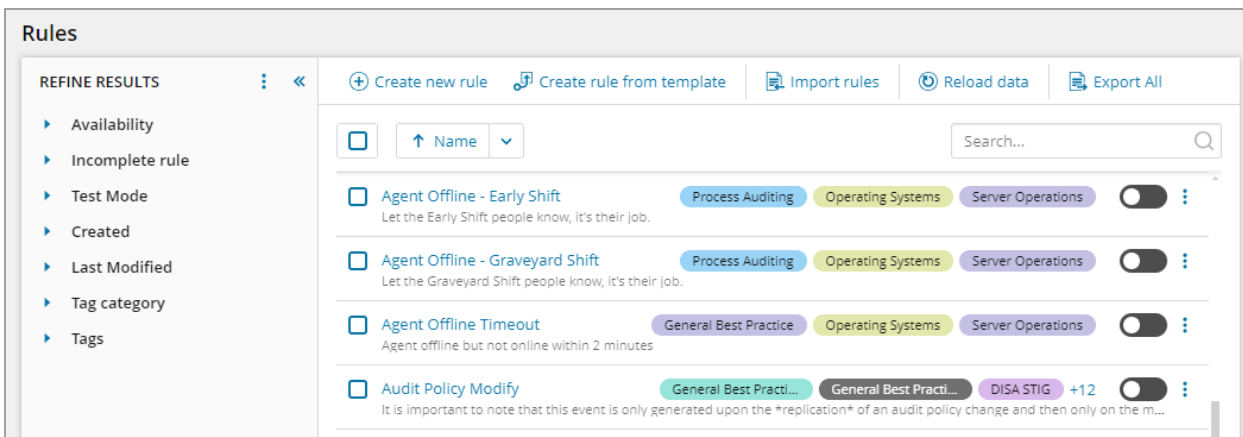 Rules
REFINE RESULTS
Availability
Incomplete rule
Test Mode
Created
Last Modified
Tag category
Tags
Create new rule Create rule from template Import rules Reload data Export All
Name Search...
Agent Offline - Early Shift Process Auditing Operating Systems Server Operations
Let the Early Shift people know, it's their job.
Agent Offline - Graveyard Shift Process Auditing Operating Systems Server Operations
Let the Graveyard Shift people know, it's their job.
Agent Offline Timeout General Best Practice Operating Systems Server Operations
Agent offline but not online within 2 minutes
Audit Policy Modify General Best Practi... General Best Practi... DISA STIG +12
It is important to note that this event is only generated upon the *replication* of an audit policy change and then only on the m...